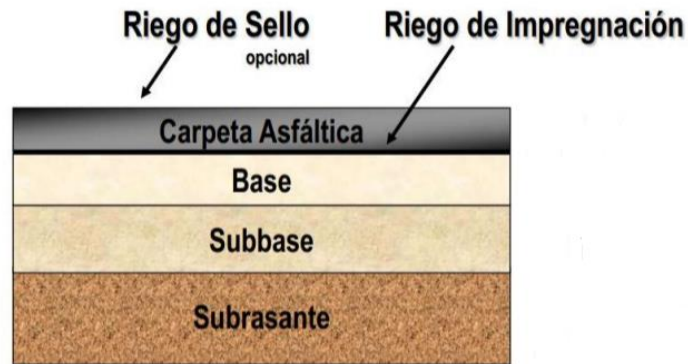 Riego de Sello
opcional
Riego de Impregnación
Carpeta Asfáltica
Base
Subbase
Subrasante